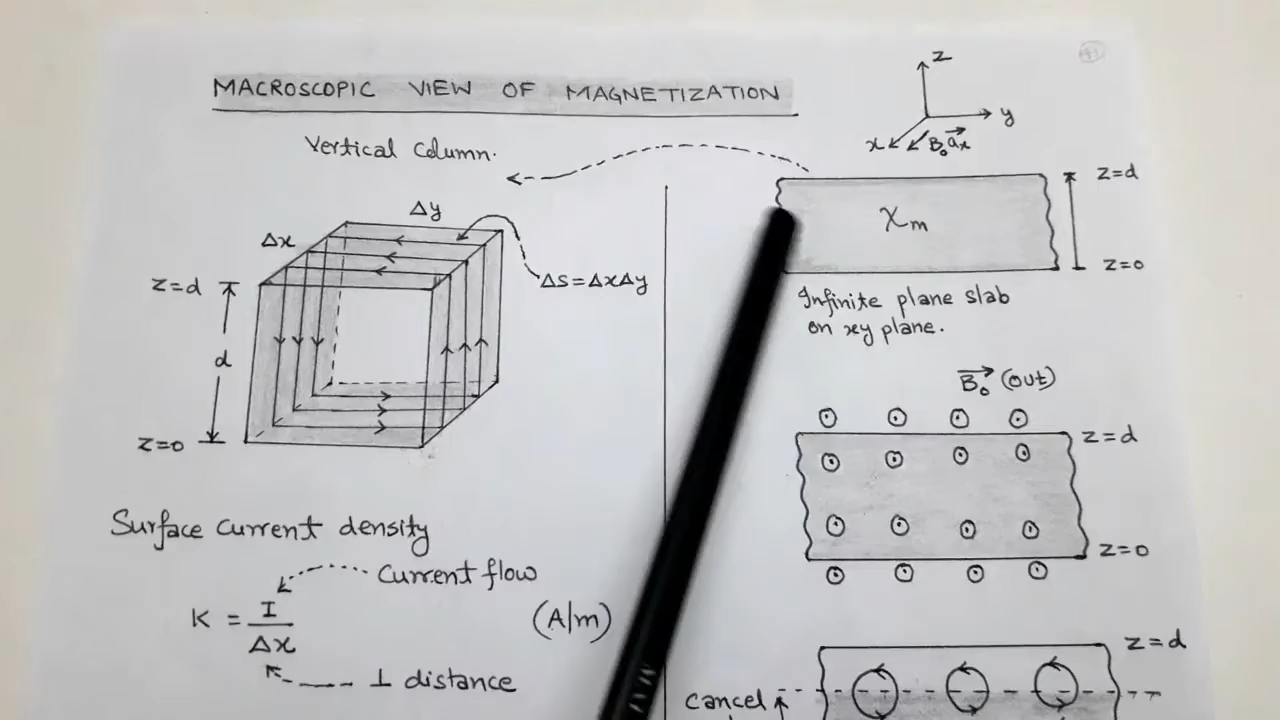 MACROSCOPIC VIEW OF MAGNETIZATION
Vertical Column.
Δy
Δx
ΔS = ΔxΔy
z=d
d
z=0
Surface current density
Current flow
K = I / Δx
(A/m)
⊥ distance
z
y
x
B₀a⃗ₓ
χₘ
z=d
z=0
Infinite plane slab
on xy plane.
B₀⃗ (out)
z=d
z=0
z=d
cancel